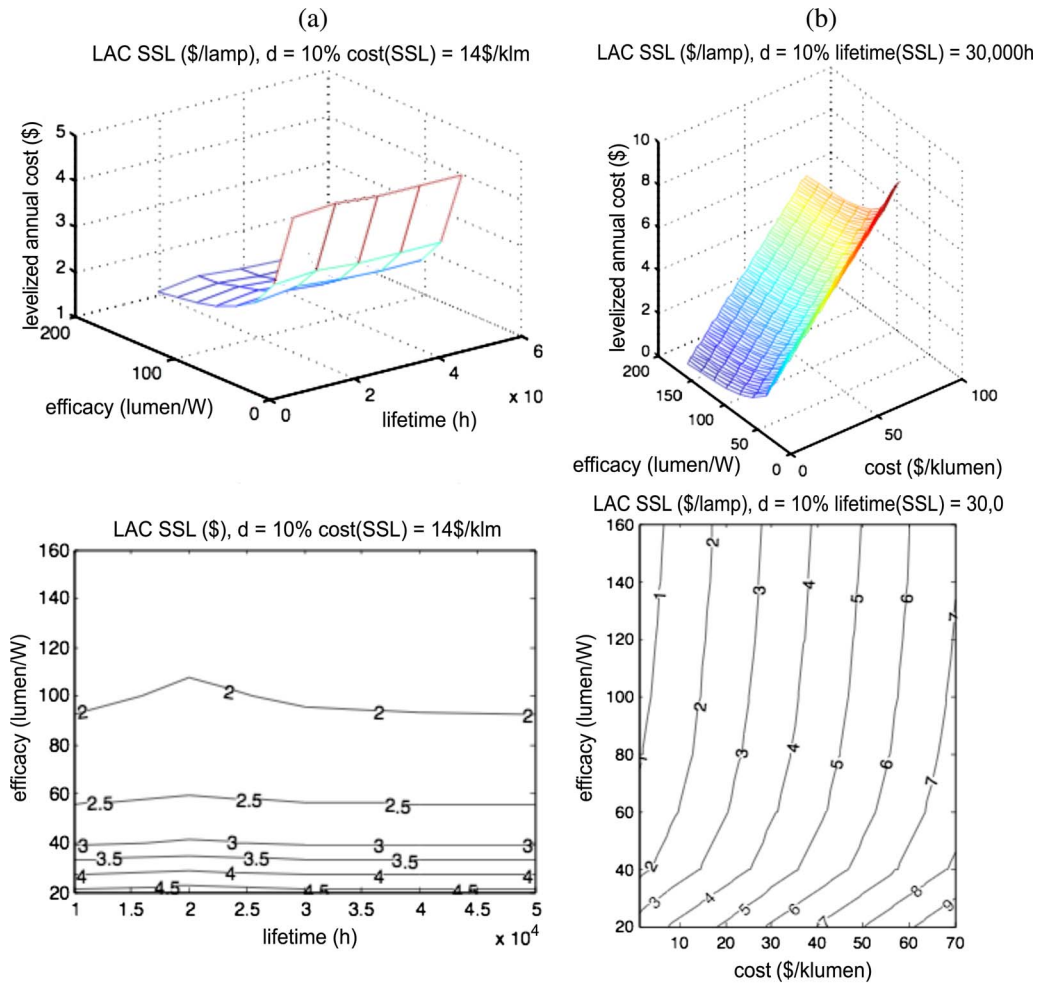 (a)
LAC SSL ($/lamp), d = 10% cost(SSL) = 14$/klm
levelized annual cost ($)
5
4
3
2
1
200
100
0
efficacy (lumen/W)
0
2
4
6
x 10
lifetime (h)
(b)
LAC SSL ($/lamp), d = 10% lifetime(SSL) = 30,000h
levelized annual cost ($)
10
8
6
4
2
0
200
150
100
50
0
efficacy (lumen/W)
0
50
100
cost ($/klumen)
LAC SSL ($), d = 10% cost(SSL) = 14$/klm
efficacy (lumen/W)
160
140
120
100
80
60
40
20
2 2 2 2
2.5 2.5 2.5
3 3 3 3
3.5 3.5 3.5
4 4 4 4
4.5 4.5 4.5
1 1.5 2 2.5 3 3.5 4 4.5 5
lifetime (h)
x 10⁴
LAC SSL ($/lamp), d = 10% lifetime(SSL) = 30,0
efficacy (lumen/W)
160
140
120
100
80
60
40
20
2
1 3 4 5 6 7
2
3 4 5 6 7
1
2
3 4 5 6 7 8 9
10 20 30 40 50 60 70
cost ($/klumen)